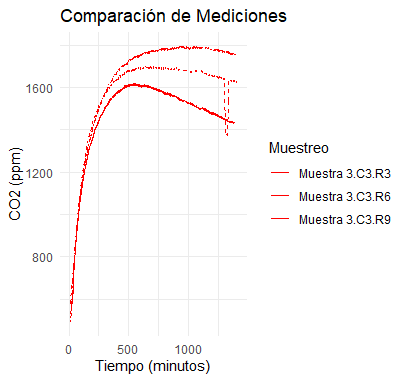 Comparación de Mediciones
CO2 (ppm)
1600
1200
800
0
500
1000
Tiempo (minutos)
Muestreo
Muestra 3.C3.R3
Muestra 3.C3.R6
Muestra 3.C3.R9